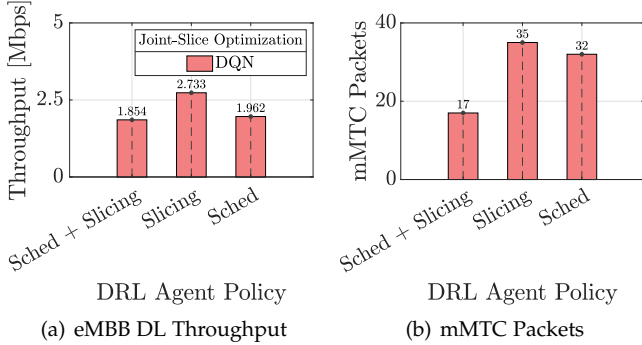 Throughput [Mbps]
5
2.5
0
Joint-Slice Optimization
DQN
1.854
2.733
1.962
Sched + Slicing
Slicing
Sched
DRL Agent Policy
(a) eMBB DL Throughput
mMTC Packets
40
20
0
17
35
32
Sched + Slicing
Slicing
Sched
DRL Agent Policy
(b) mMTC Packets